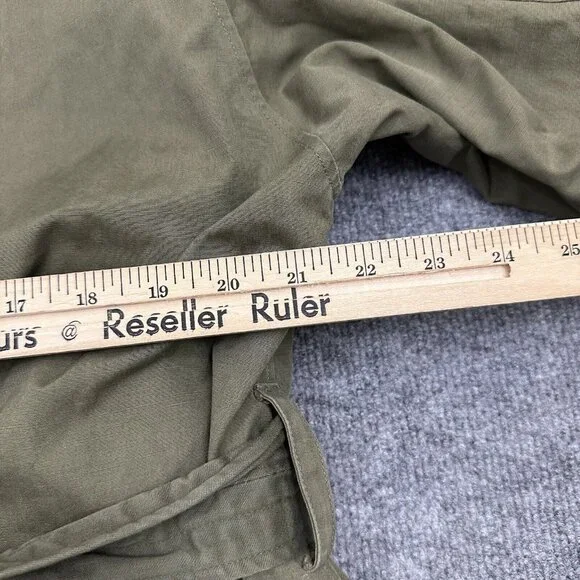 17 18 19 20 21 22 23 24 25
urs @ Reseller Ruler